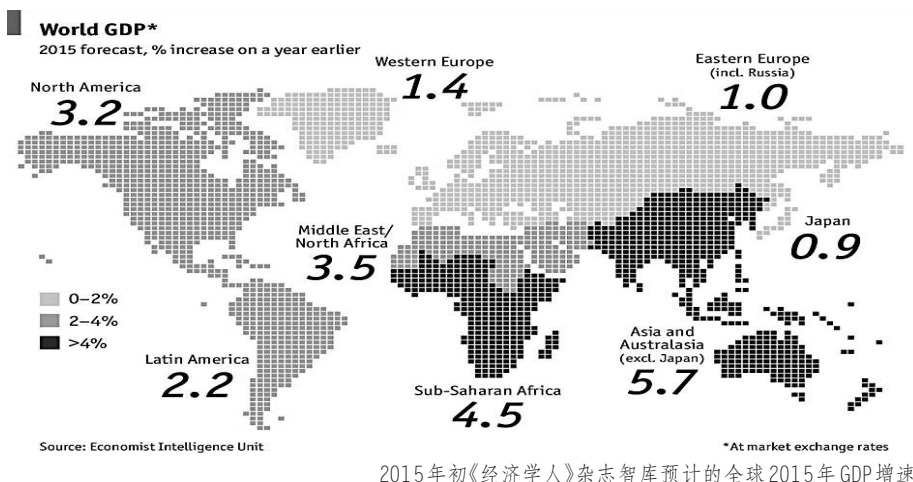 World GDP*
2015 forecast, % increase on a year earlier
Western Europe
1.4
Eastern Europe
(incl. Russia)
1.0
North America
3.2
Middle East/
North Africa
3.5
Japan
0.9
0–2%
2–4%
>4%
Latin America
2.2
Sub-Saharan Africa
4.5
Asia and
Australasia
(excl. Japan)
5.7
Source: Economist Intelligence Unit
*At market exchange rates
2015年初《经济学人》杂志智库预计的全球2015年GDP增速